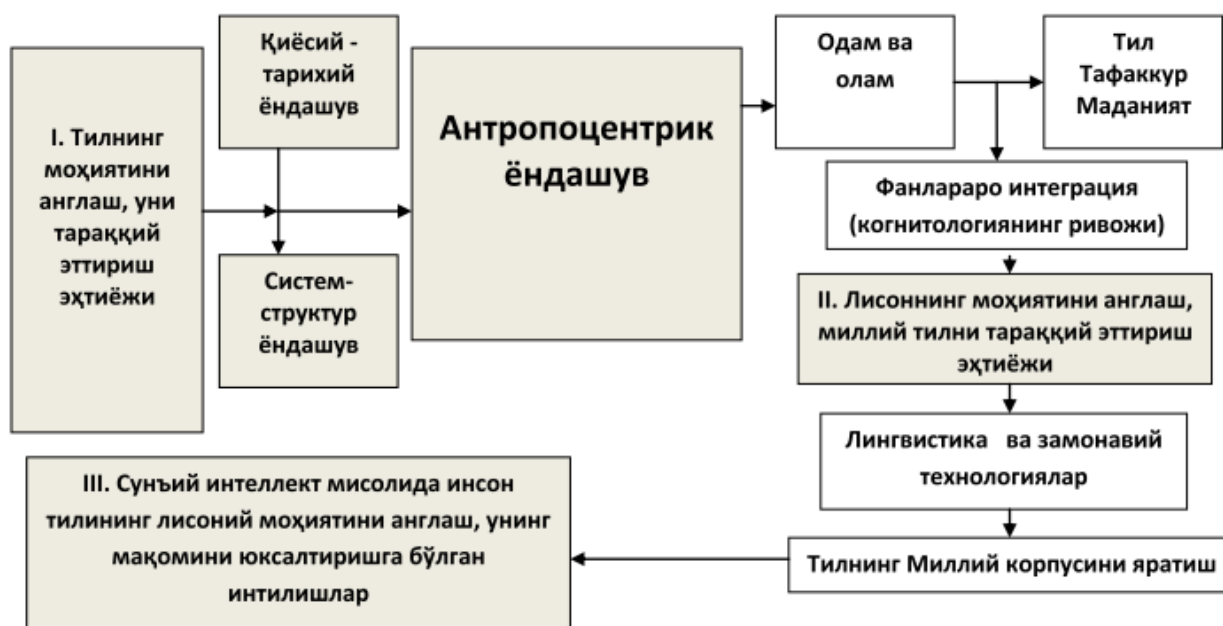 I. Тилнинг
моҳиятини
англаш, уни
тараққий
эттириш
эҳтиёжи
Қиёсий -
тарихий
ёндашув
Систем-
структур
ёндашув
Антропоцентрик
ёндашув
Одам ва
олам
Тил
Тафаккур
Маданият
Фанлараро интеграция
(когнитологиянинг ривожи)
II. Лисоннинг моҳиятини англаш,
миллий тилни тараққий эттириш
эҳтиёжи
Лингвистика ва замонавий
технологиялар
Тилнинг Миллий корпусини яратиш
III. Сунъий интеллект мисолида инсон
тилининг лисоний моҳиятини англаш, унинг
мақомини юксалтиришга бўлган
интилишлар